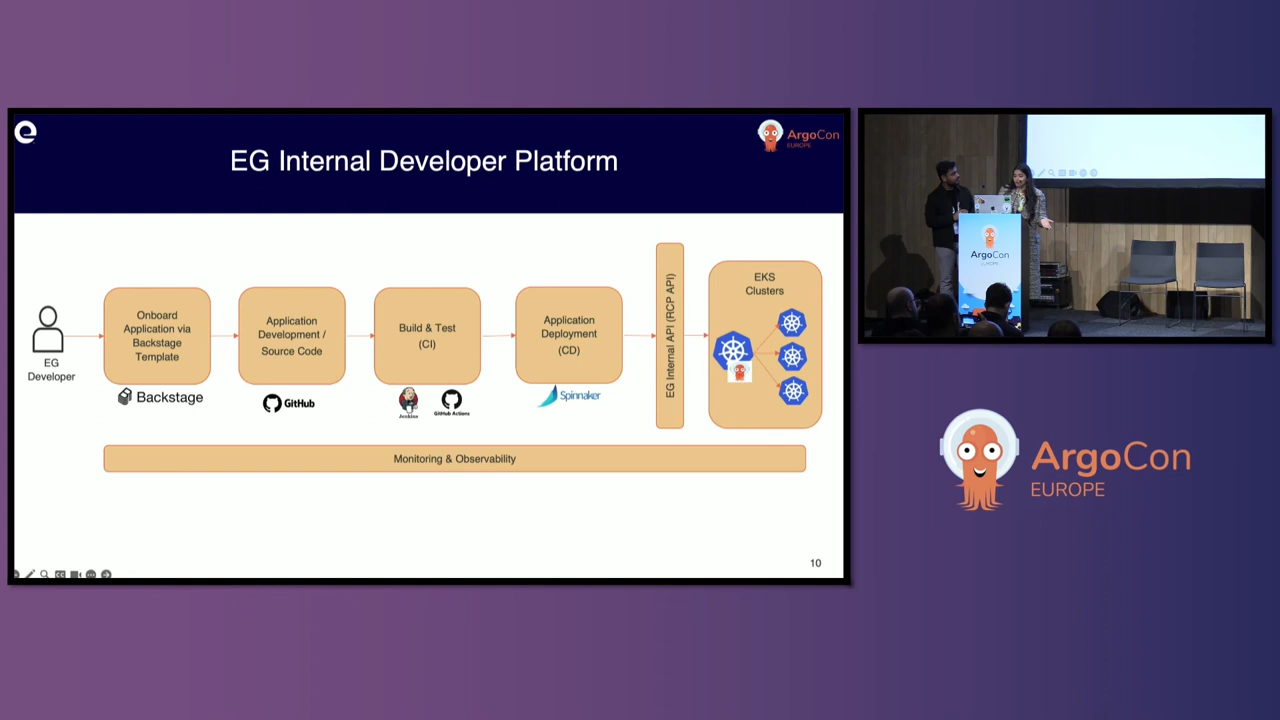 EG Internal Developer Platform
ArgoCon
EUROPE
EG
Developer
Onboard
Application via
Backstage
Template
Backstage
Application
Development /
Source Code
GitHub
Build & Test
(CI)
Jenkins
GitHub Actions
Application
Deployment
(CD)
Spinnaker
EG Internal API (RCP API)
EKS
Clusters
Monitoring & Observability
10
ArgoCon
EUROPE
ArgoCon
EUROPE